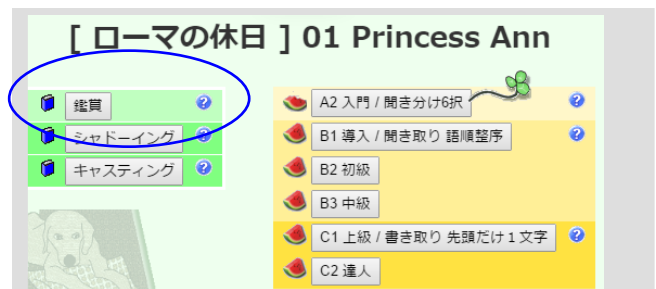 [ ローマの休日 ] 01 Princess Ann
鑑賞
シャドーイング
キャスティング
A2 入門 / 聞き分け6択
B1 導入 / 聞き取り 語順整序
B2 初級
B3 中級
C1 上級 / 書き取り 先頭だけ１文字
C2 達人